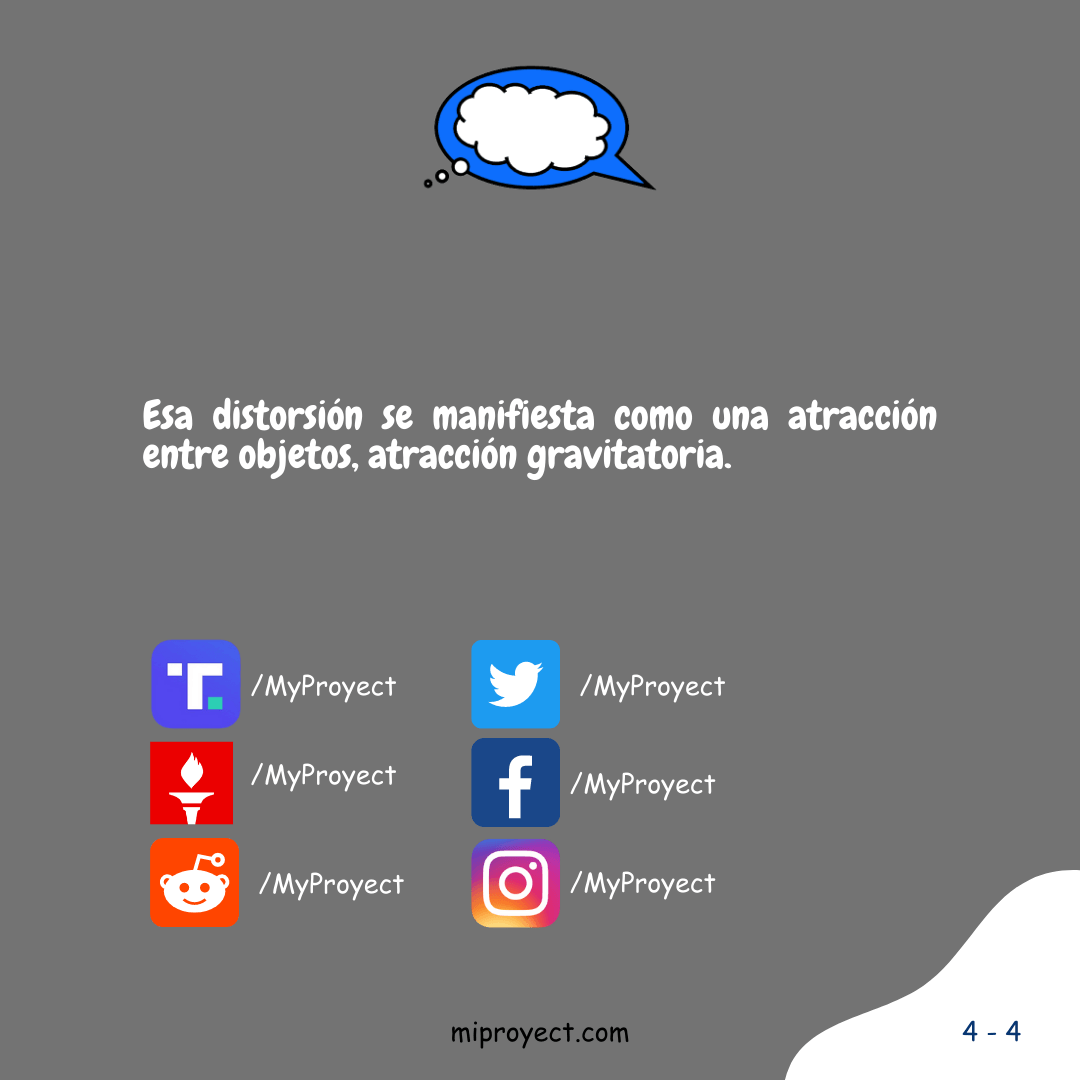 Esa distorsión se manifiesta como una atracción
entre objetos, atracción gravitatoria.
/MyProyect
/MyProyect
/MyProyect
/MyProyect
/MyProyect
/MyProyect
miproyect.com
4 - 4